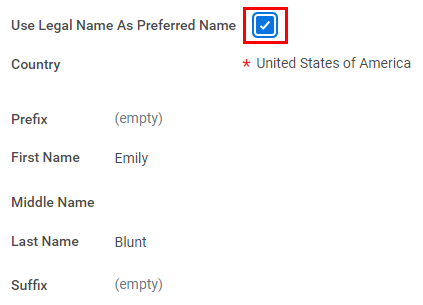 Use Legal Name As Preferred Name
Country * United States of America
Prefix (empty)
First Name Emily
Middle Name
Last Name Blunt
Suffix (empty)